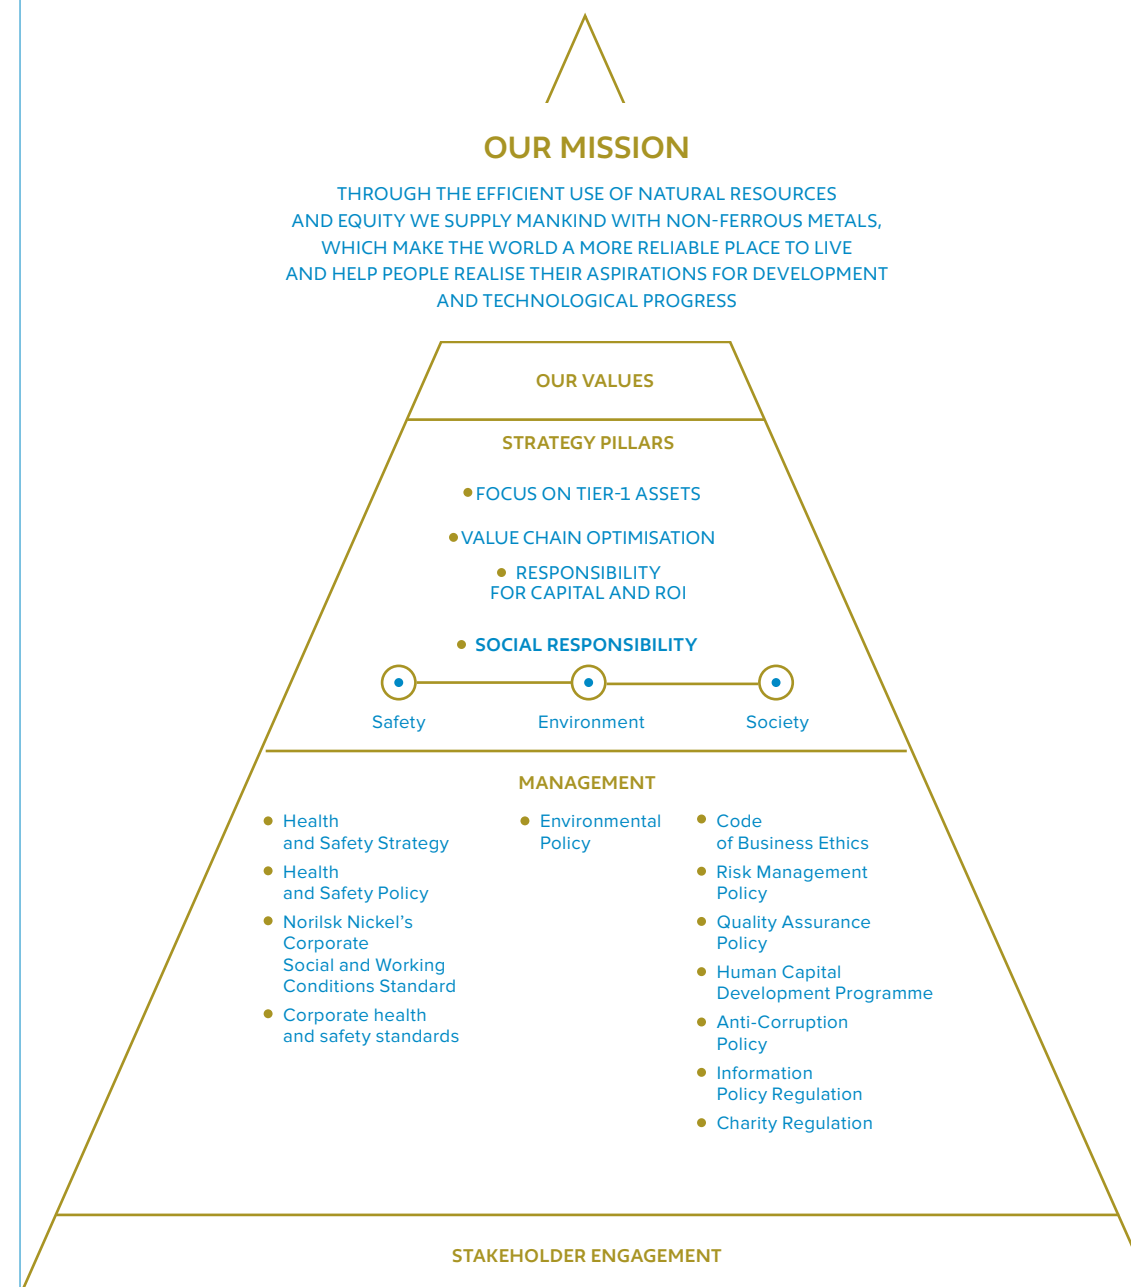 OUR MISSION
THROUGH THE EFFICIENT USE OF NATURAL RESOURCES
AND EQUITY WE SUPPLY MANKIND WITH NON-FERROUS METALS,
WHICH MAKE THE WORLD A MORE RELIABLE PLACE TO LIVE
AND HELP PEOPLE REALISE THEIR ASPIRATIONS FOR DEVELOPMENT
AND TECHNOLOGICAL PROGRESS
OUR VALUES
STRATEGY PILLARS
• FOCUS ON TIER-1 ASSETS
• VALUE CHAIN OPTIMISATION
• RESPONSIBILITY
FOR CAPITAL AND ROI
• SOCIAL RESPONSIBILITY
Safety
Environment
Society
MANAGEMENT
• Health
and Safety Strategy
• Health
and Safety Policy
• Norilsk Nickel's
Corporate
Social and Working
Conditions Standard
• Corporate health
and safety standards
• Environmental
Policy
• Code
of Business Ethics
• Risk Management
Policy
• Quality Assurance
Policy
• Human Capital
Development Programme
• Anti-Corruption
Policy
• Information
Policy Regulation
• Charity Regulation
STAKEHOLDER ENGAGEMENT